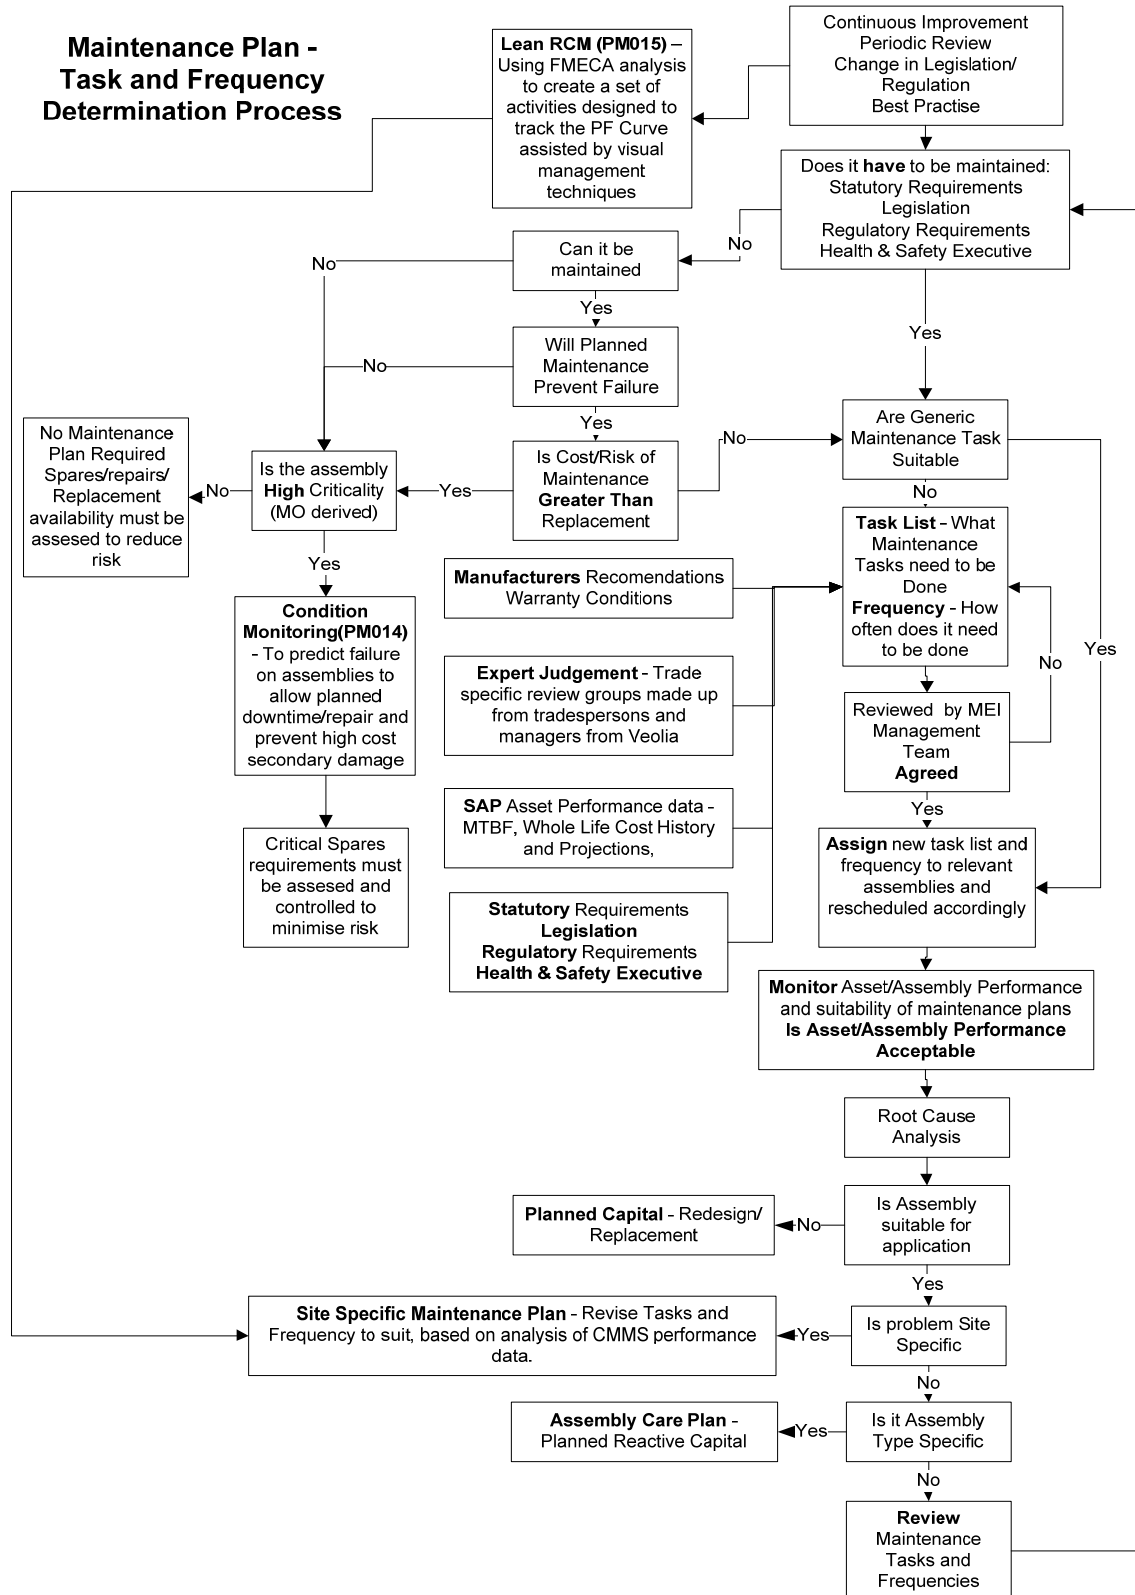 Maintenance Plan -
Task and Frequency
Determination Process
Lean RCM (PM015) –
Using FMECA analysis
to create a set of
activities designed to
track the PF Curve
assisted by visual
management
techniques
Continuous Improvement
Periodic Review
Change in Legislation/
Regulation
Best Practise
Does it have to be maintained:
Statutory Requirements
Legislation
Regulatory Requirements
Health & Safety Executive
No
Can it be
maintained
No
Yes
Yes
Will Planned
Maintenance
Prevent Failure
No
Yes
No Maintenance
Plan Required
Spares/repairs/
Replacement
availability must be
assesed to reduce
risk
No
Is the assembly
High Criticality
(MO derived)
Yes
Is Cost/Risk of
Maintenance
Greater Than
Replacement
No
Are Generic
Maintenance Task
Suitable
No
Yes
Yes
Condition
Monitoring(PM014)
- To predict failure
on assemblies to
allow planned
downtime/repair and
prevent high cost
secondary damage
Critical Spares
requirements must
be assesed and
controlled to
minimise risk
Manufacturers Recomendations
Warranty Conditions
Expert Judgement - Trade
specific review groups made up
from tradespersons and
managers from Veolia
SAP Asset Performance data -
MTBF, Whole Life Cost History
and Projections,
Statutory Requirements
Legislation
Regulatory Requirements
Health & Safety Executive
Task List - What
Maintenance
Tasks need to be
Done
Frequency - How
often does it need
to be done
No
Reviewed by MEI
Management
Team
Agreed
Yes
Assign new task list and
frequency to relevant
assemblies and
rescheduled accordingly
Monitor Asset/Assembly Performance
and suitability of maintenance plans
Is Asset/Assembly Performance
Acceptable
Root Cause
Analysis
Is Assembly
suitable for
application
No
Planned Capital - Redesign/
Replacement
Yes
Is problem Site
Specific
Yes
Site Specific Maintenance Plan - Revise Tasks and
Frequency to suit, based on analysis of CMMS performance
data.
No
Is it Assembly
Type Specific
Yes
Assembly Care Plan -
Planned Reactive Capital
No
Review
Maintenance
Tasks and
Frequencies